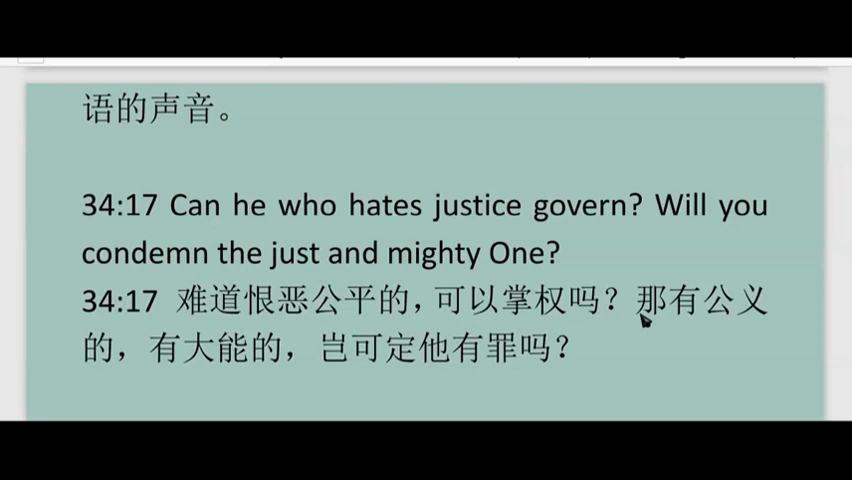 语的声音。
34:17 Can he who hates justice govern? Will you
condemn the just and mighty One?
34:17 难道恨恶公平的，可以掌权吗？那有公义
的，有大能的，岂可定他有罪吗？